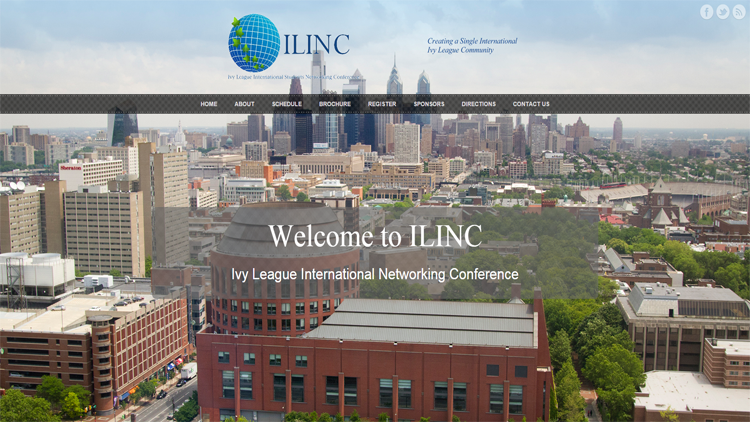 ILINC
Ivy League International Students Networking Conference
Creating a Single International
Ivy League Community
HOME ABOUT SCHEDULE BROCHURE REGISTER SPONSORS DIRECTIONS CONTACT US
Sheraton
Welcome to ILINC
Ivy League International Networking Conference